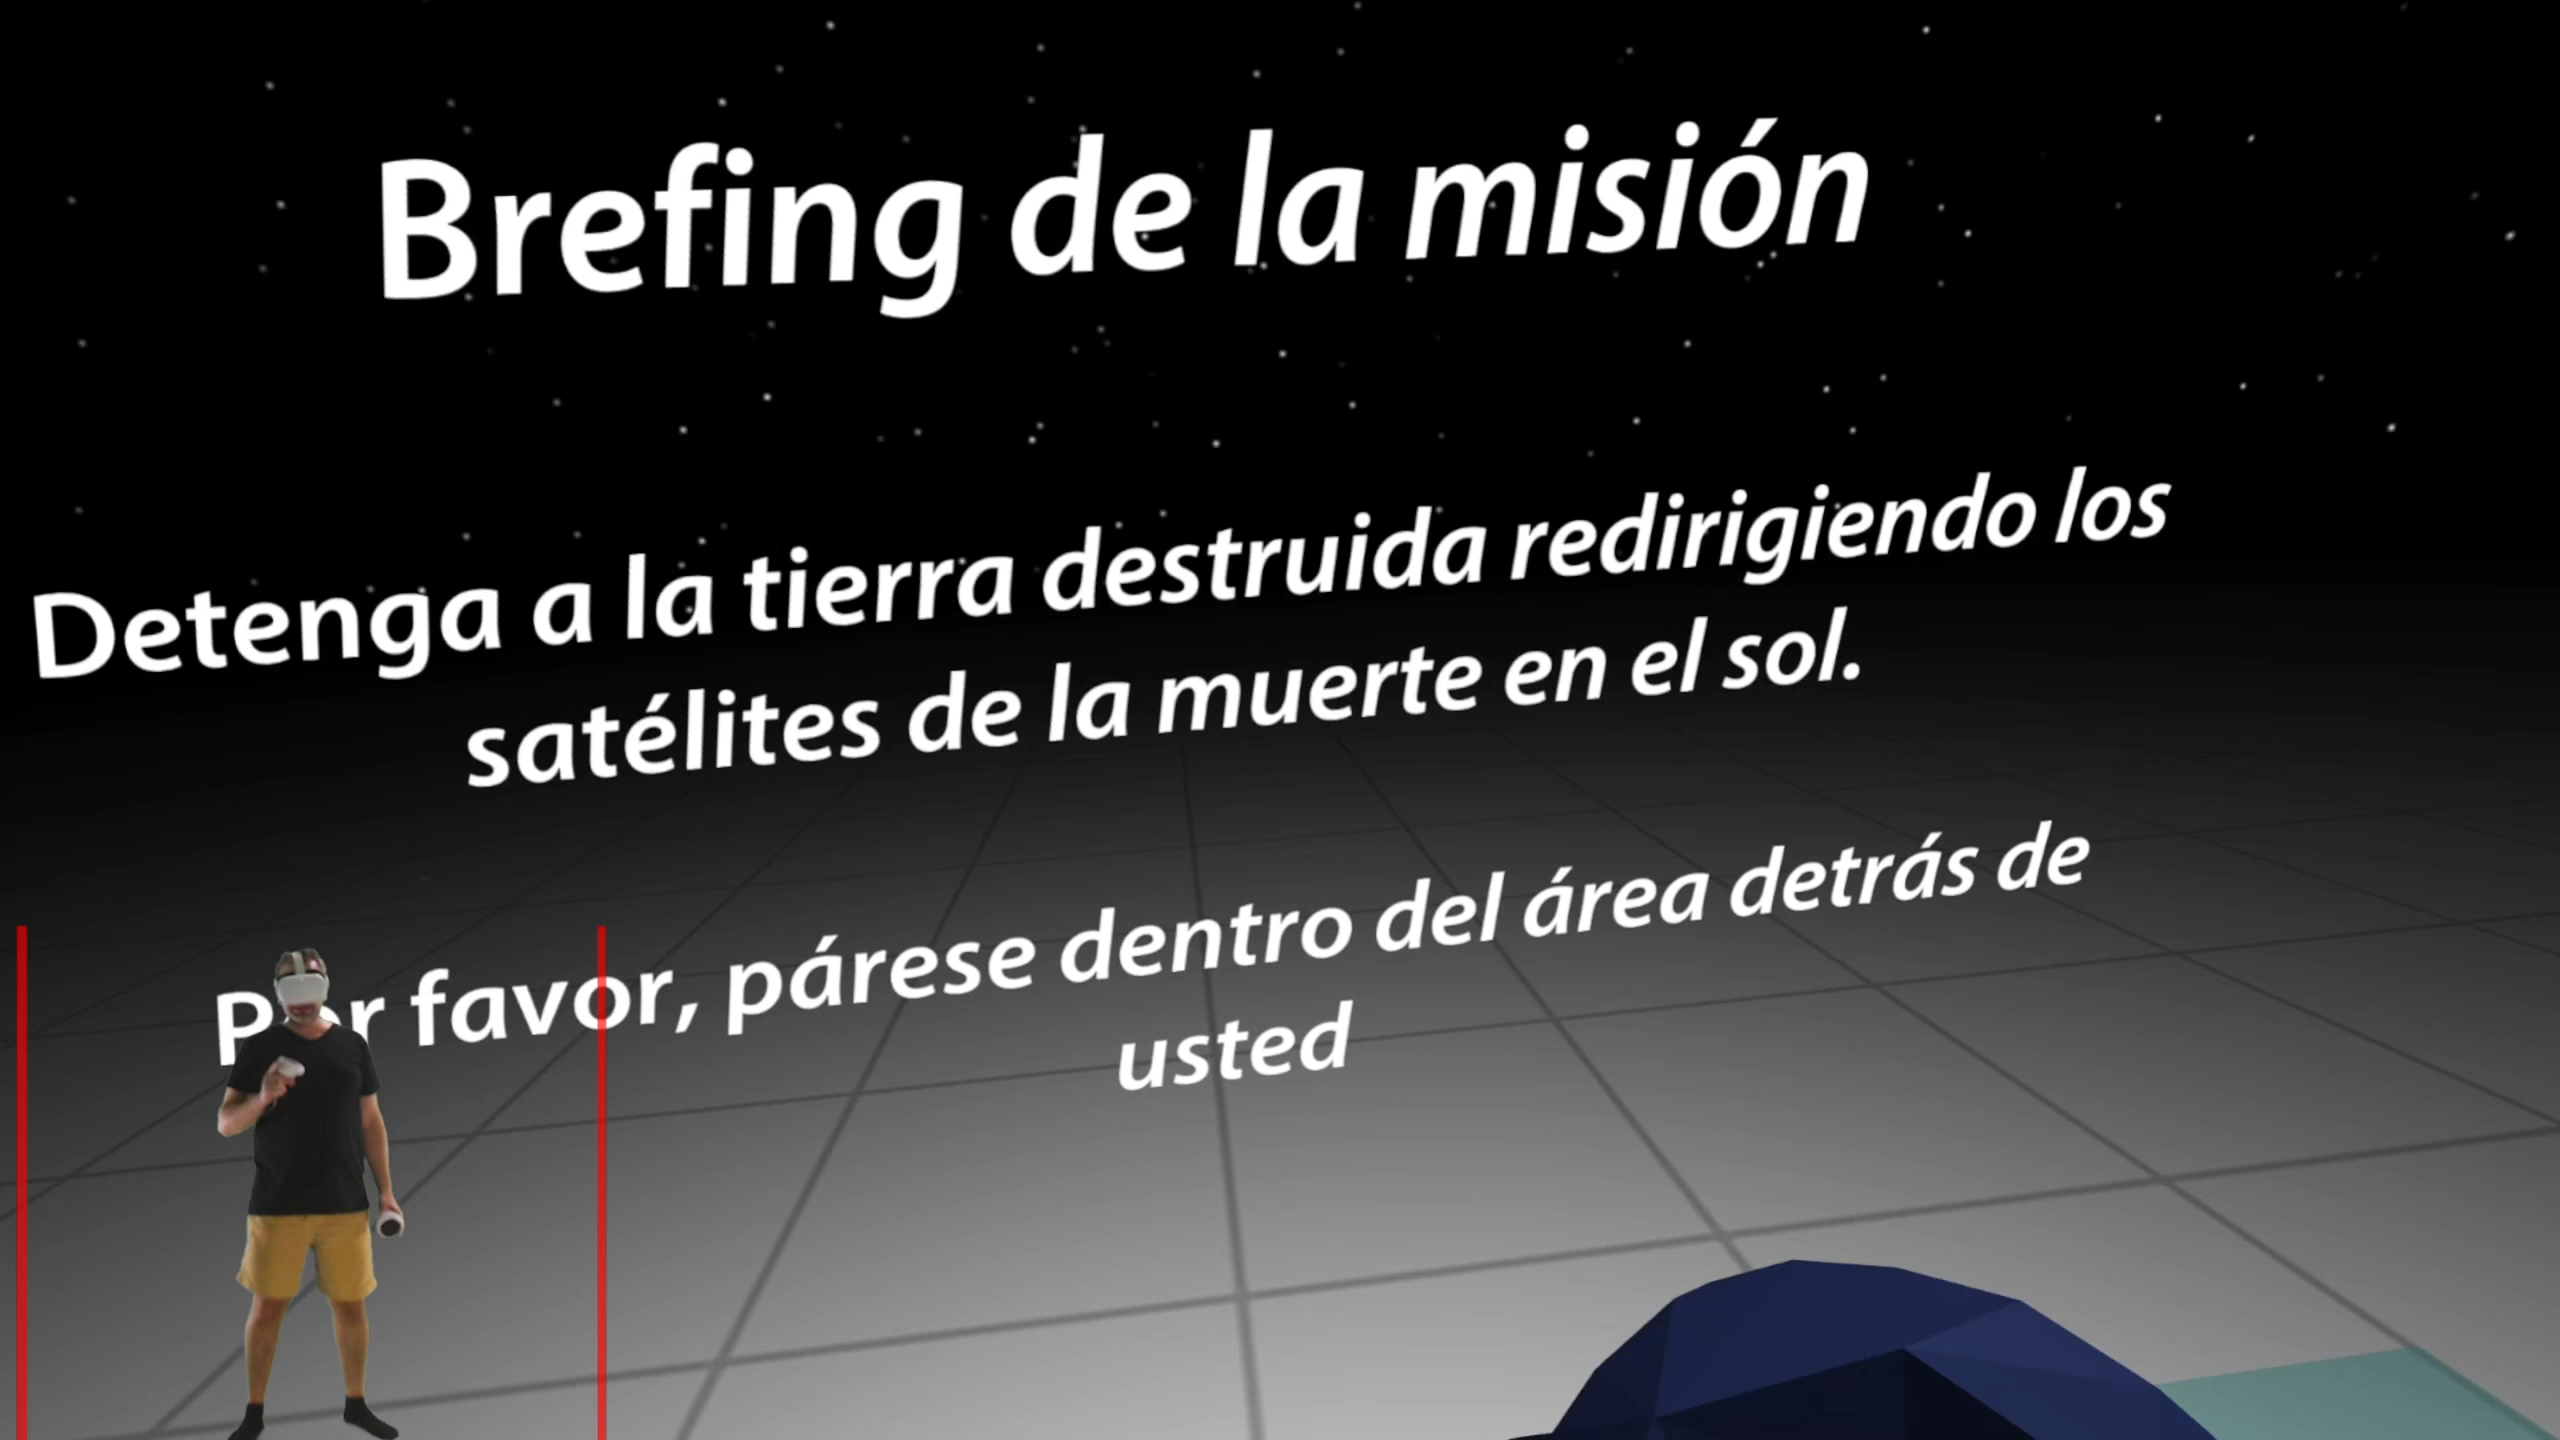 Brefing de la misión
Detenga a la tierra destruida redirigiendo los
satélites de la muerte en el sol.
Por favor, párese dentro del área detrás de
usted